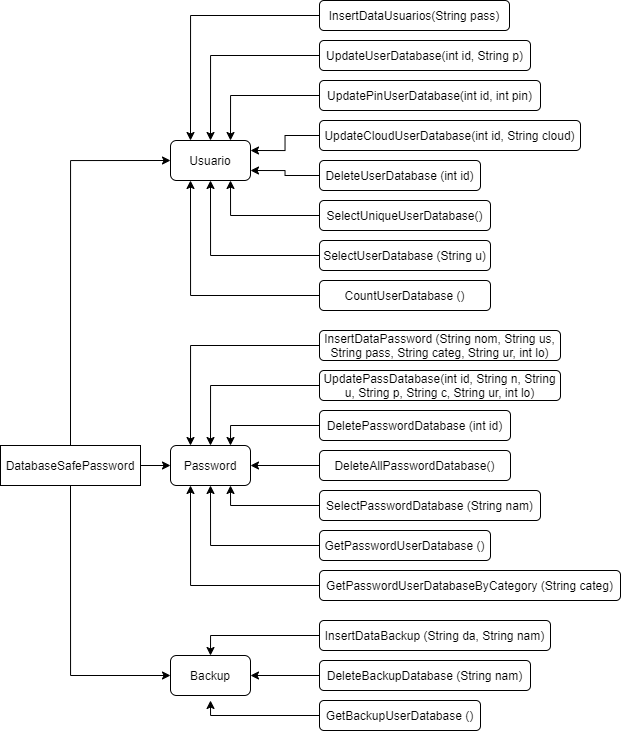 InsertDataUsuarios(String pass)
UpdateUserDatabase(int id, String p)
UpdatePinUserDatabase(int id, int pin)
UpdateCloudUserDatabase(int id, String cloud)
Usuario
DeleteUserDatabase (int id)
SelectUniqueUserDatabase()
SelectUserDatabase (String u)
CountUserDatabase ()
InsertDataPassword (String nom, String us,
String pass, String categ, String ur, int lo)
UpdatePassDatabase(int id, String n, String
u, String p, String c, String ur, int lo)
DeletePasswordDatabase (int id)
DatabaseSafePassword
Password
DeleteAllPasswordDatabase()
SelectPasswordDatabase (String nam)
GetPasswordUserDatabase ()
GetPasswordUserDatabaseByCategory (String categ)
InsertDataBackup (String da, String nam)
Backup
DeleteBackupDatabase (String nam)
GetBackupUserDatabase ()